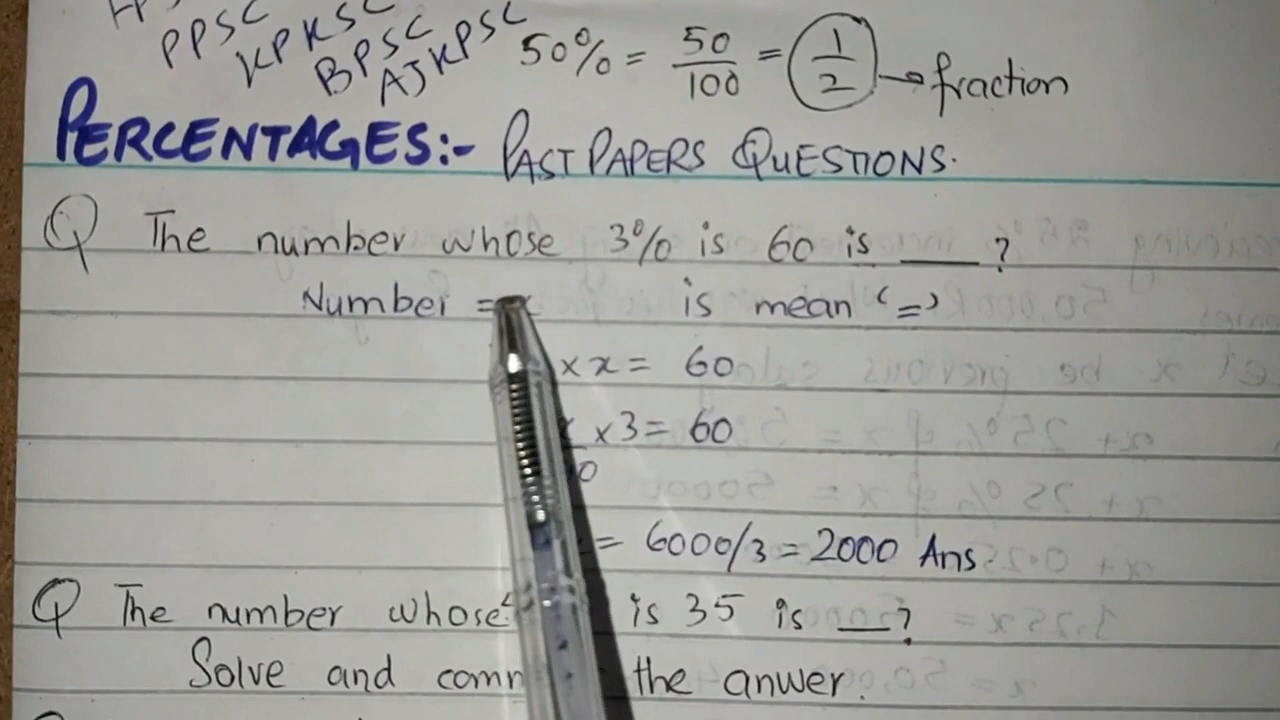 PPSC KPKSC BPSC AJKPSC
50% = 50/100 = 1/2 → fraction
PERCENTAGES:- PAST PAPERS QUESTIONS.
Q The number whose 3% is 60 is ___ ?
Number = is mean (=)
× x = 60
× 3 = 60
= 6000/3 = 2000 Ans
Q The number whose is 35 is ___?
Solve and the anwer.